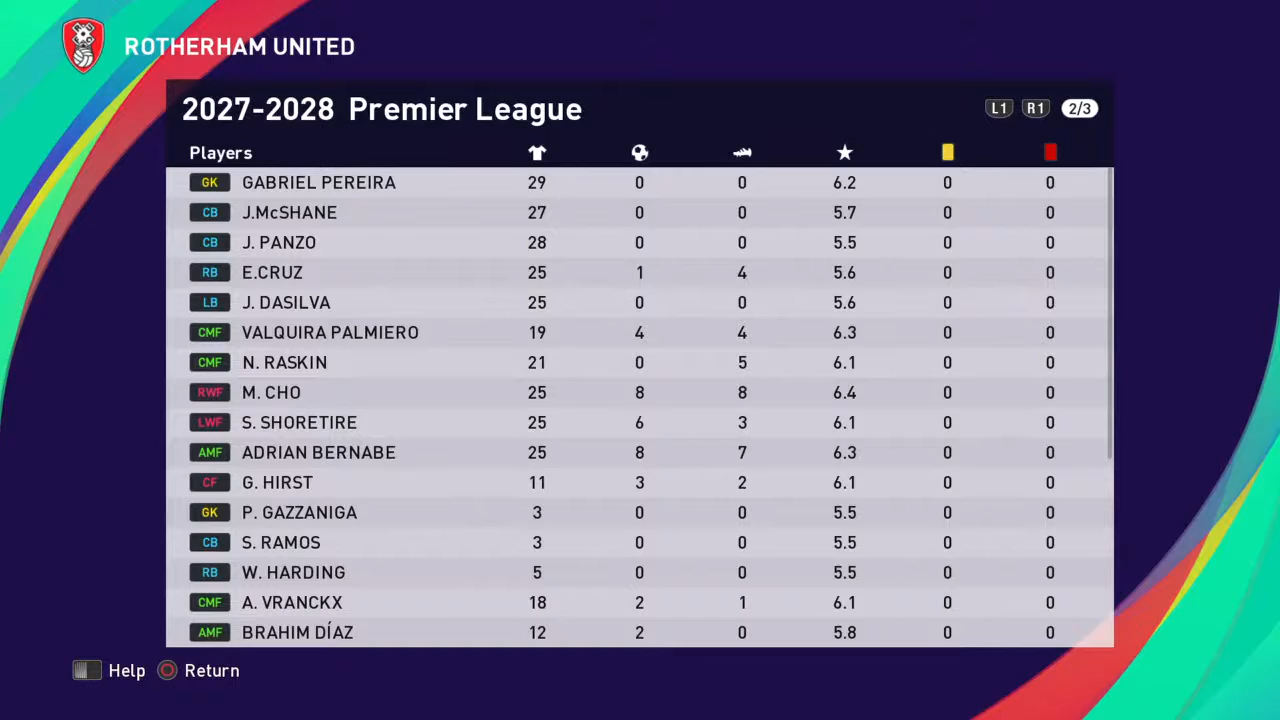 ROTHERHAM UNITED
2027-2028 Premier League L1 R1 2/3
Players
GK GABRIEL PEREIRA 29 0 0 6.2 0 0
CB J.McSHANE 27 0 0 5.7 0 0
CB J. PANZO 28 0 0 5.5 0 0
RB E.CRUZ 25 1 4 5.6 0 0
LB J. DASILVA 25 0 0 5.6 0 0
CMF VALQUIRA PALMIERO 19 4 4 6.3 0 0
CMF N. RASKIN 21 0 5 6.1 0 0
RWF M. CHO 25 8 8 6.4 0 0
LWF S. SHORETIRE 25 6 3 6.1 0 0
AMF ADRIAN BERNABE 25 8 7 6.3 0 0
CF G. HIRST 11 3 2 6.1 0 0
GK P. GAZZANIGA 3 0 0 5.5 0 0
CB S. RAMOS 3 0 0 5.5 0 0
RB W. HARDING 5 0 0 5.5 0 0
CMF A. VRANCKX 18 2 1 6.1 0 0
AMF BRAHIM DÍAZ 12 2 0 5.8 0 0
Help Return